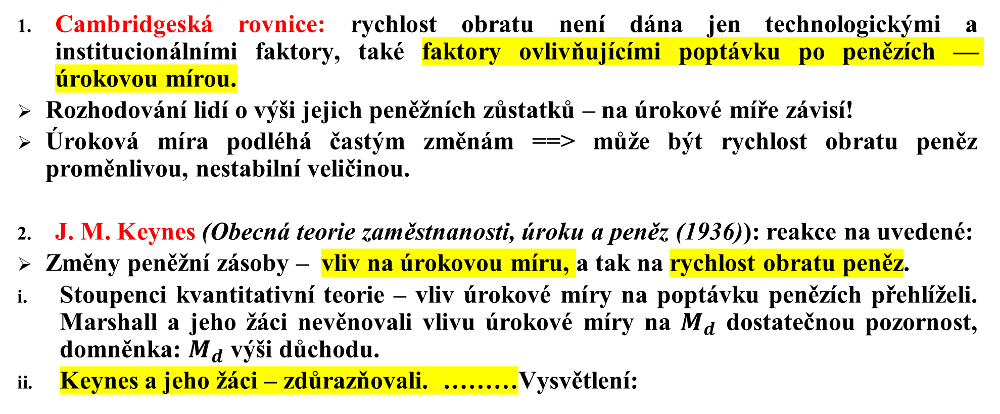 1. Cambridgeská rovnice: rychlost obratu není dána jen technologickými a
institucionálními faktory, také faktory ovlivňujícími poptávku po penězích —
úrokovou mírou.
➢ Rozhodování lidí o výši jejich peněžních zůstatků – na úrokové míře závisí!
➢ Úroková míra podléhá častým změnám ==> může být rychlost obratu peněz
proměnlivou, nestabilní veličinou.
2. J. M. Keynes (Obecná teorie zaměstnanosti, úroku a peněz (1936)): reakce na uvedené:
➢ Změny peněžní zásoby – vliv na úrokovou míru, a tak na rychlost obratu peněz.
i. Stoupenci kvantitativní teorie – vliv úrokové míry na poptávku penězích přehlíželi.
Marshall a jeho žáci nevěnovali vlivu úrokové míry na M_d dostatečnou pozornost,
domněnka: M_d výši důchodu.
ii. Keynes a jeho žáci – zdůrazňovali. ………Vysvětlení: